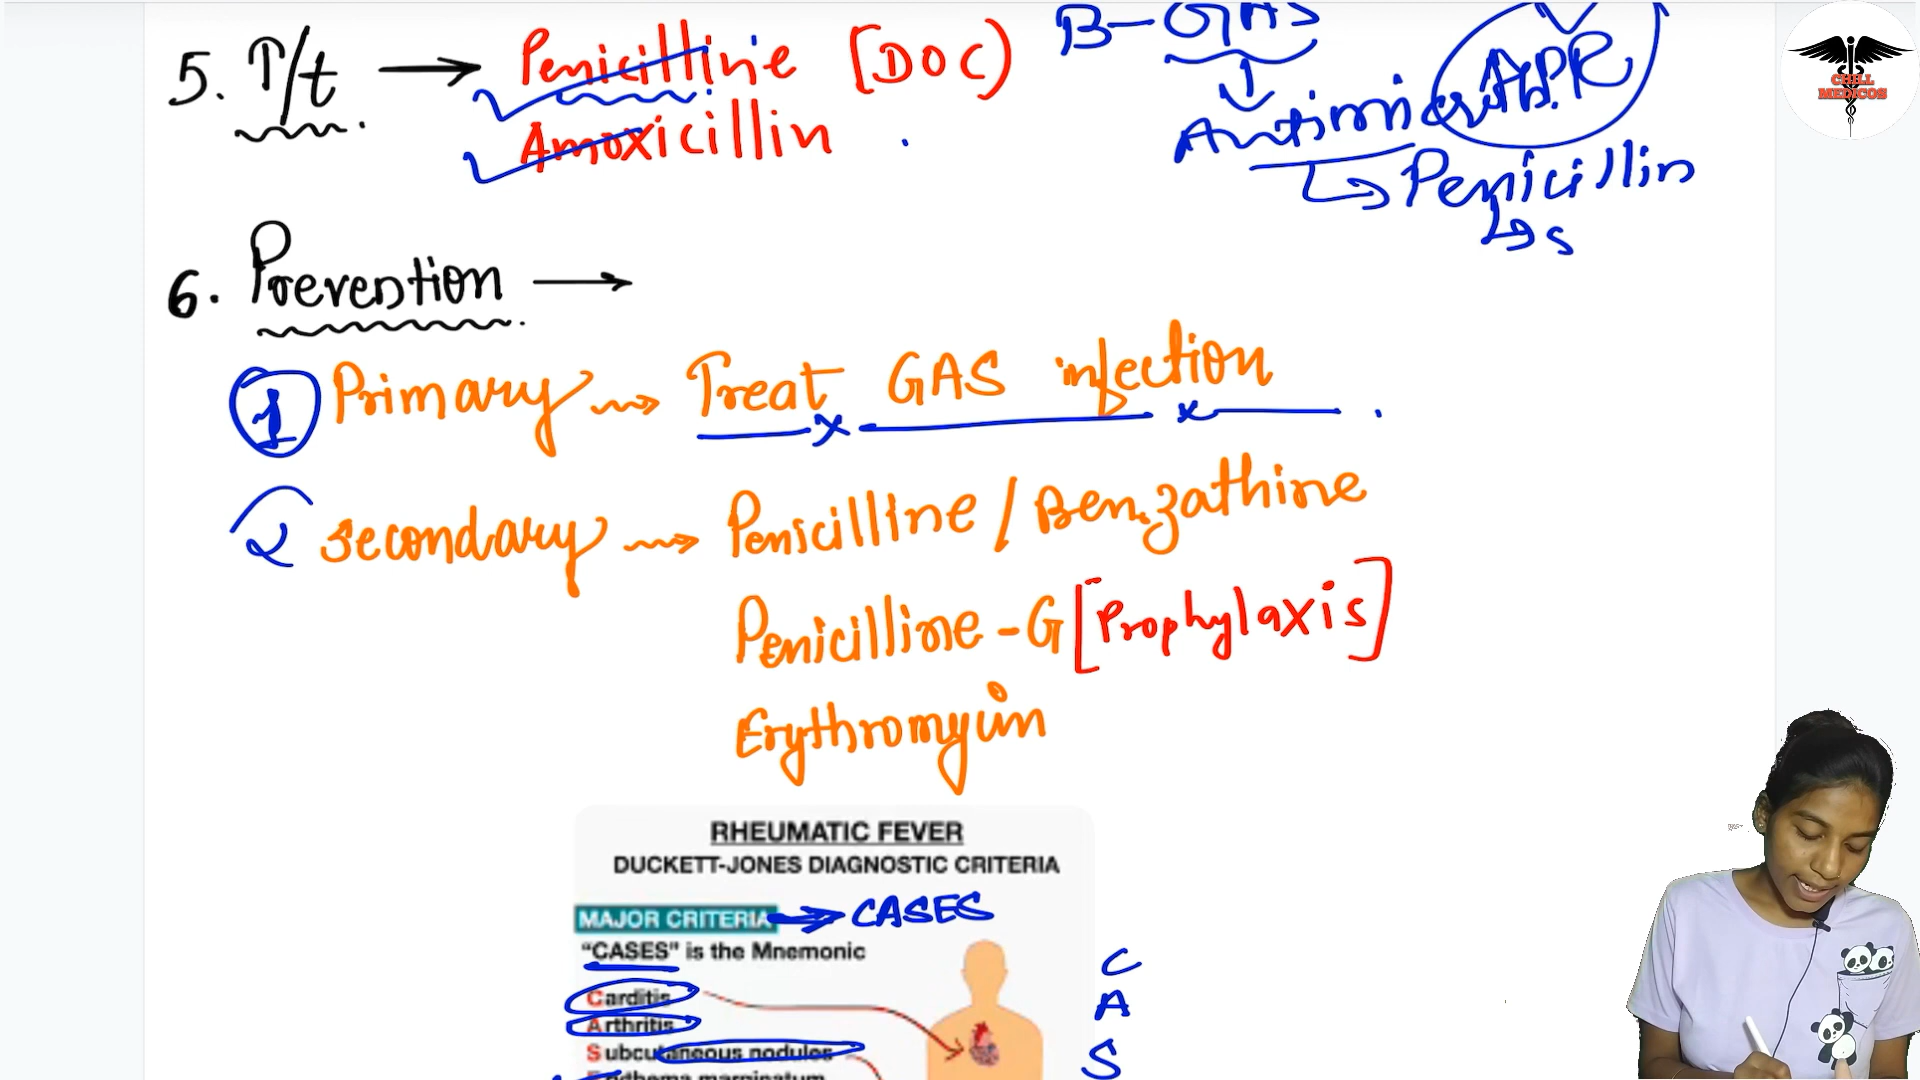 5. T/t → Penicilline [DOC)
Amoxicillin
B-GAS
Penicillin
↳ s
CHILL
MEDICOS
6. Prevention →
1 Primary ⇝ Treat GAS infection
2 Secondary ⇝ Penicilline / Benzathine
Penicilline-G [Prophylaxis]
Erythromycin
RHEUMATIC FEVER
DUCKETT-JONES DIAGNOSTIC CRITERIA
MAJOR CRITERIA → CASES
"CASES" is the Mnemonic
Carditis
Arthritis
Subcutaneous nodules
C
A
S